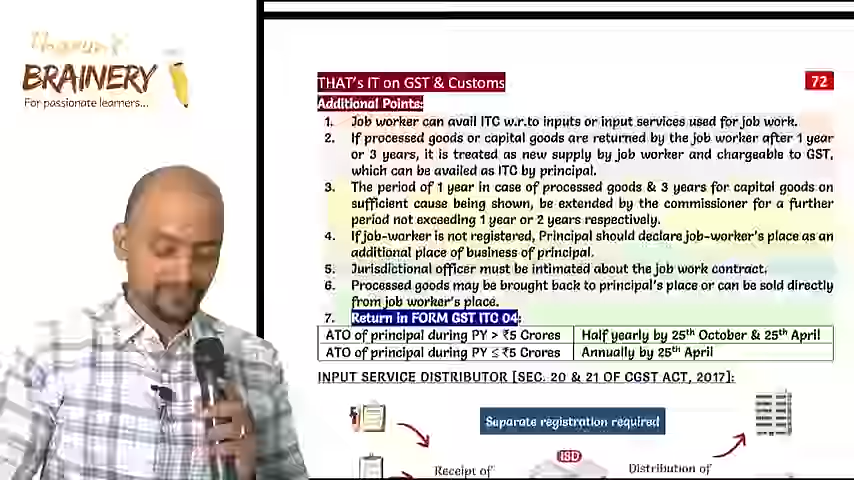 Tharun's
BRAINERY
For passionate learners...
THAT's IT on GST & Customs
72
Additional Points:
1. Job worker can avail ITC w.r.to inputs or input services used for job work.
2. If processed goods or capital goods are returned by the job worker after 1 year
or 3 years, it is treated as new supply by job worker and chargeable to GST,
which can be availed as ITC by principal.
3. The period of 1 year in case of processed goods & 3 years for capital goods on
sufficient cause being shown, be extended by the commissioner for a further
period not exceeding 1 year or 2 years respectively.
4. If job-worker is not registered, Principal should declare job-worker's place as an
additional place of business of principal.
5. Jurisdictional officer must be intimated about the job work contract.
6. Processed goods may be brought back to principal's place or can be sold directly
from job worker's place.
7. Return in FORM GST ITC 04:
ATO of principal during PY > ₹5 Crores Half yearly by 25th October & 25th April
ATO of principal during PY ≤ ₹5 Crores Annually by 25th April
INPUT SERVICE DISTRIBUTOR [SEC. 20 & 21 OF CGST ACT, 2017]:
Separate registration required
ISD
Receipt of
Distribution of